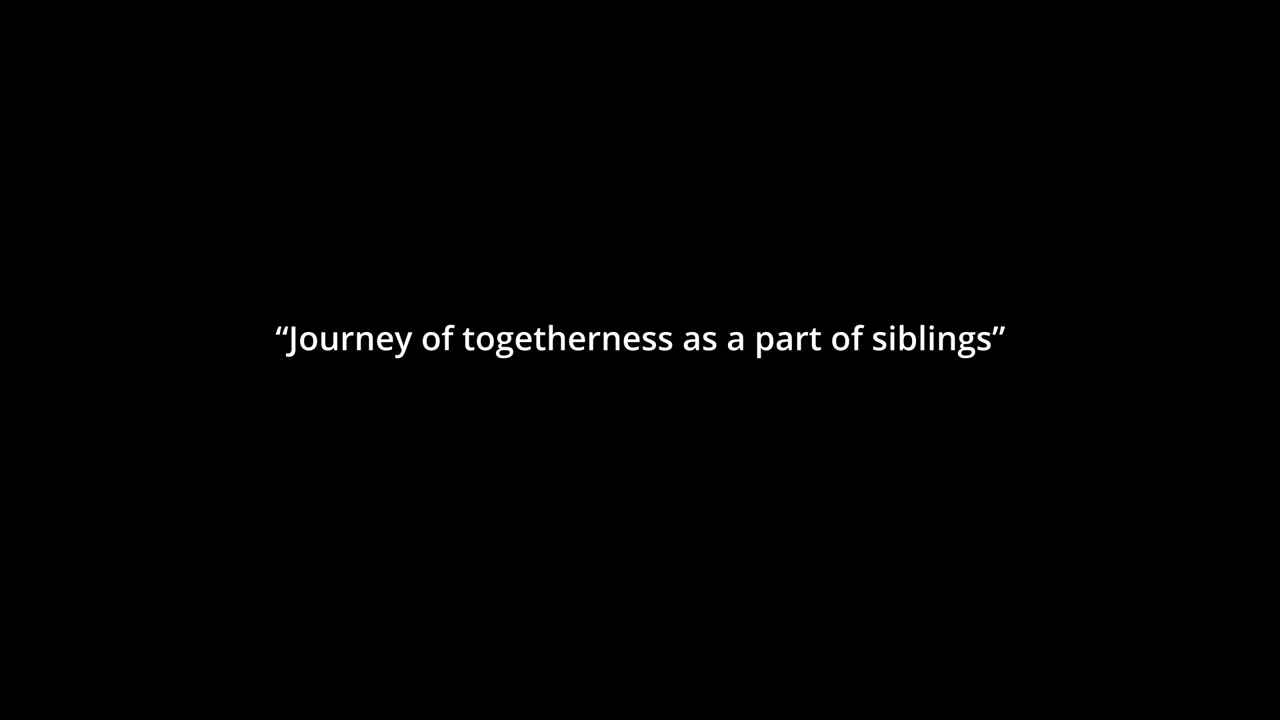 “Journey of togetherness as a part of siblings”